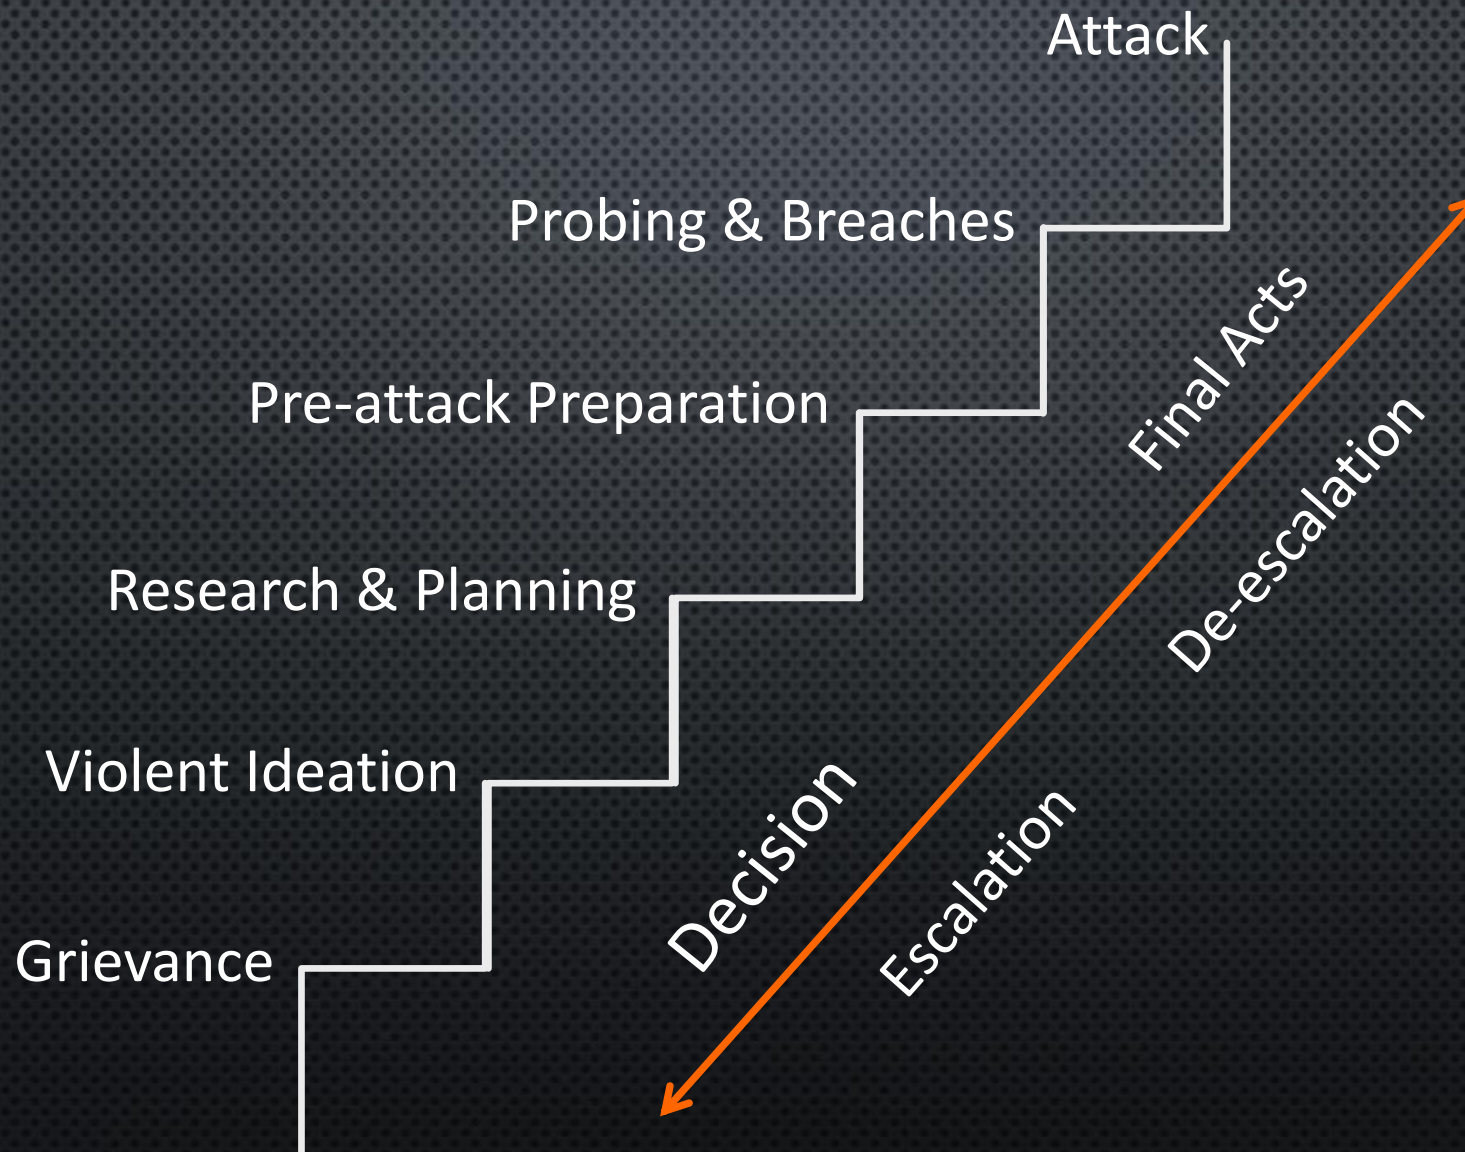 Attack
Probing & Breaches
Final Acts
Pre-attack Preparation
De-escalation
Research & Planning
Violent Ideation
Decision
Escalation
Grievance